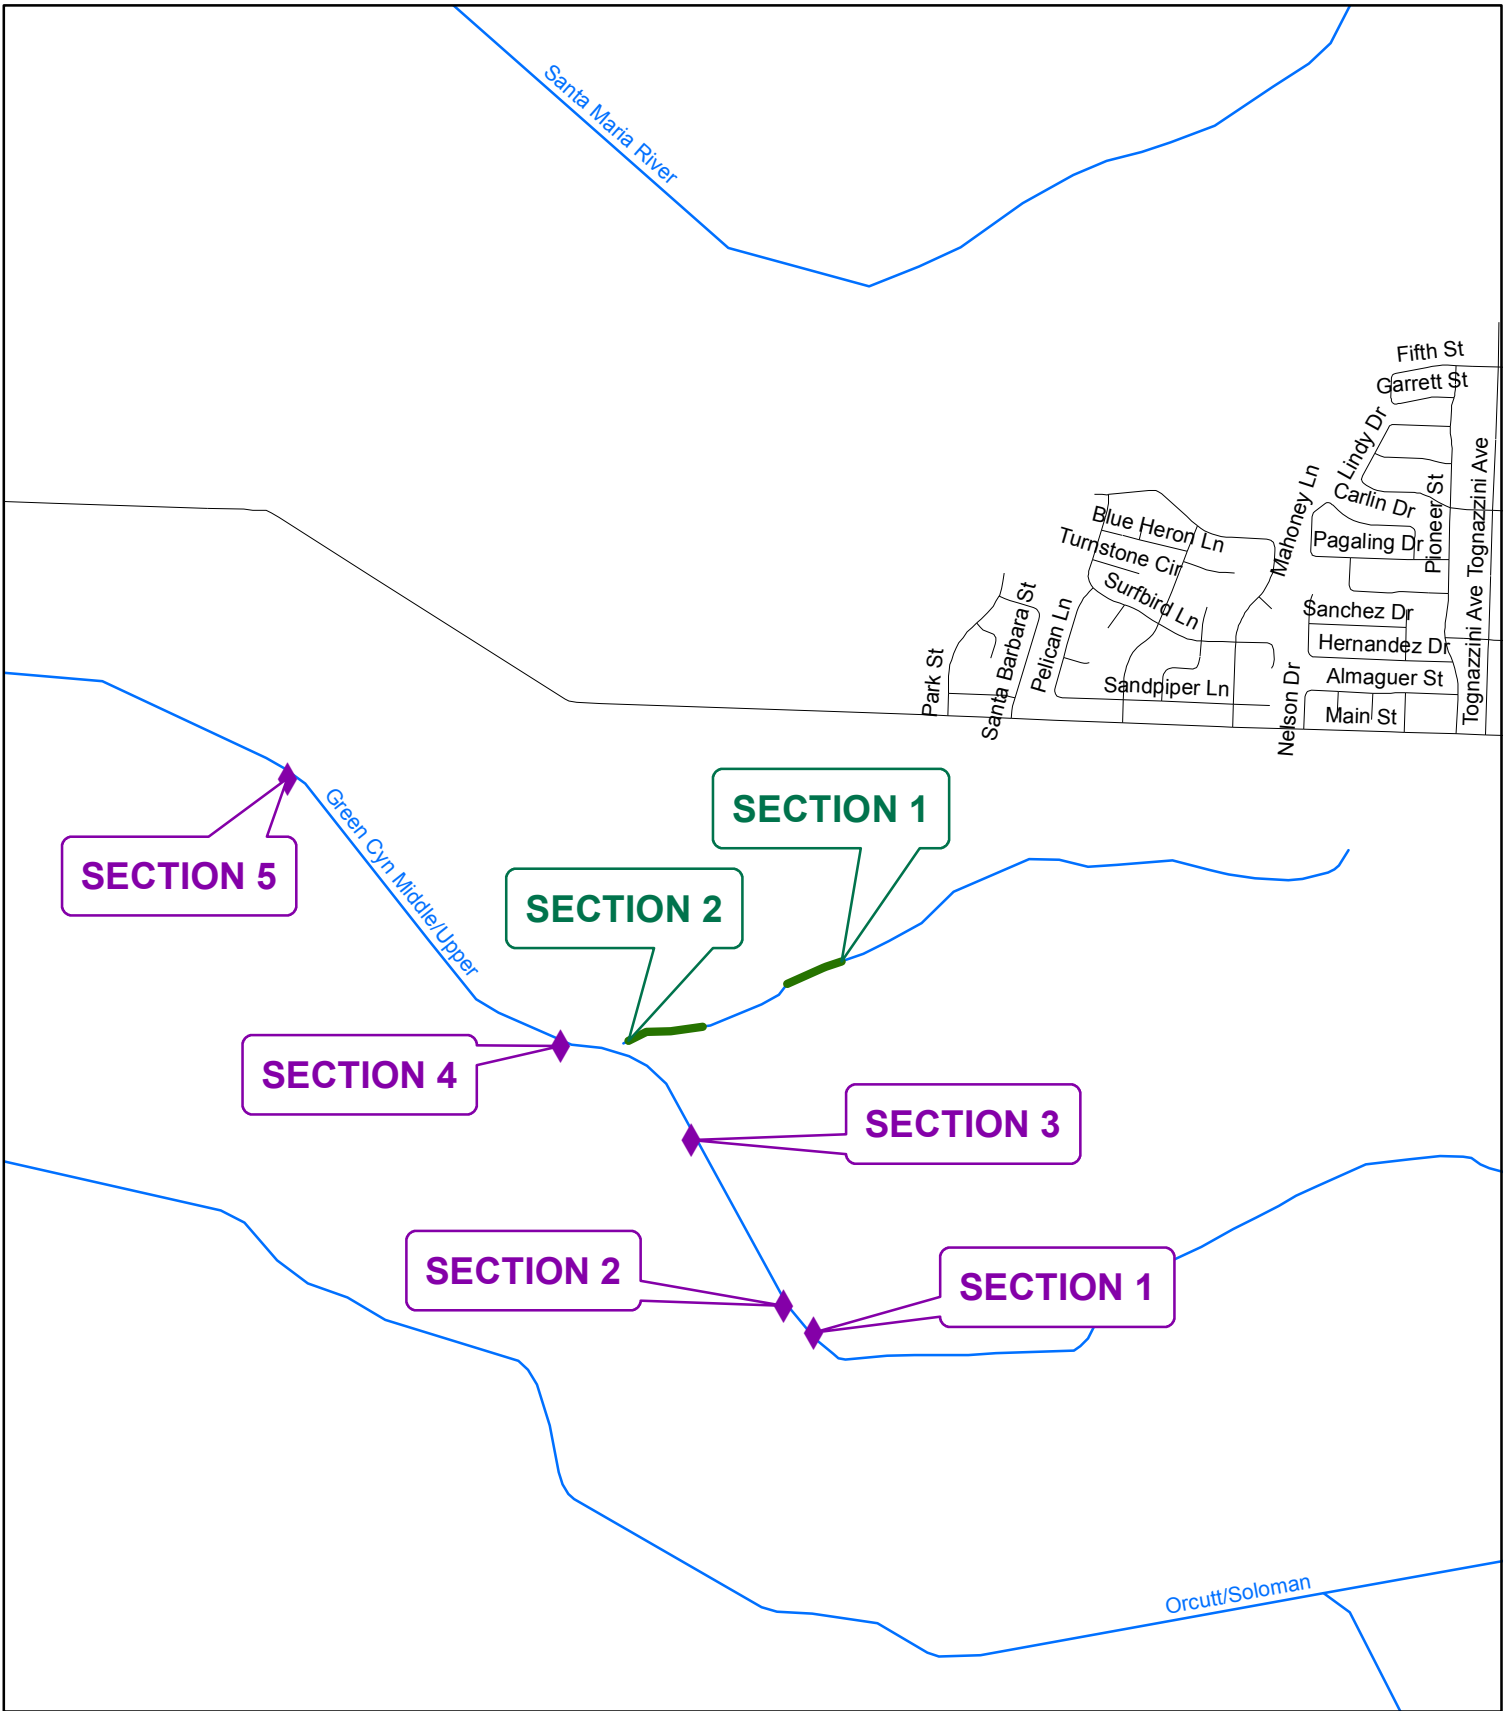 Santa Maria River
Fifth St
Garrett St
Lindy Dr
Tognazzini Ave
Mahoney Ln
Carlin Dr
Pioneer St
Blue Heron Ln
Pagaling Dr
Turnstone Cir
Surfbird Ln
Tognazzini Ave
Santa Barbara St
Pelican Ln
Sanchez Dr
Hernandez Dr
Park St
Nelson Dr
Almaguer St
Sandpiper Ln
Main St
SECTION 1
Green Cyn Middle/Upper
SECTION 5
SECTION 2
SECTION 4
SECTION 3
SECTION 2
SECTION 1
Orcutt/Soloman